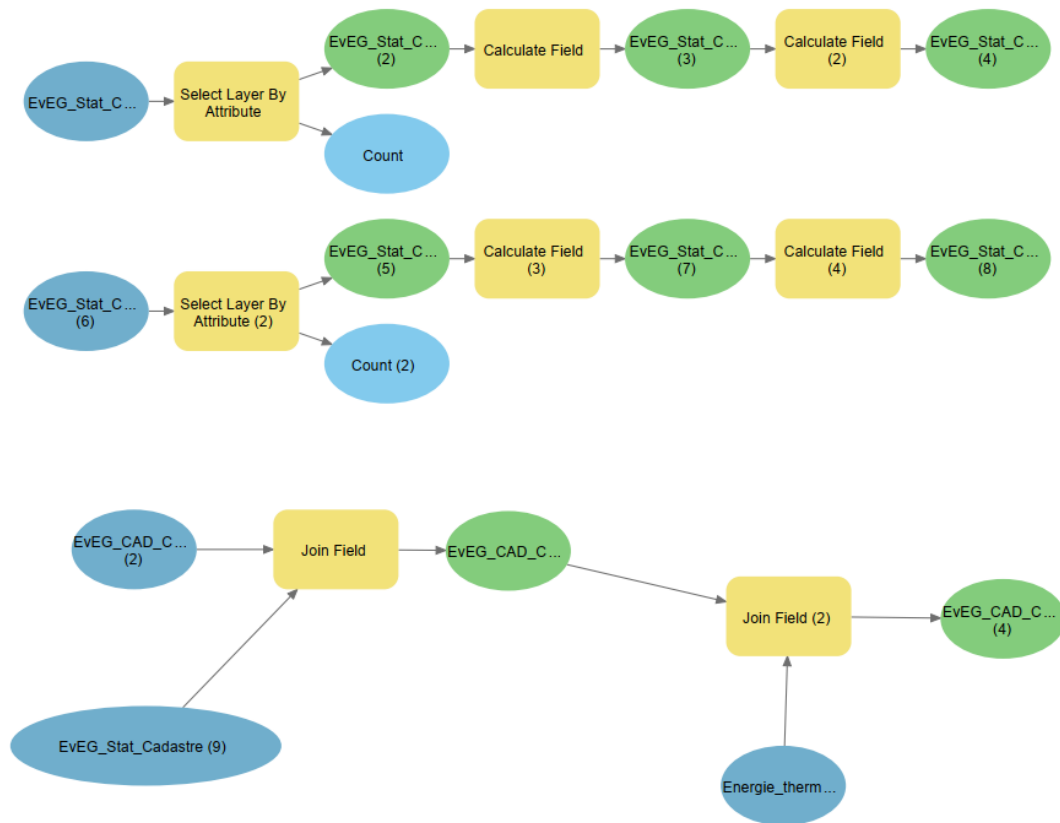 EvEG_Stat_C...
Select Layer By
Attribute
EvEG_Stat_C...
(2)
Calculate Field
EvEG_Stat_C...
(3)
Calculate Field
(2)
EvEG_Stat_C...
(4)
Count
EvEG_Stat_C...
(6)
Select Layer By
Attribute (2)
EvEG_Stat_C...
(5)
Calculate Field
(3)
EvEG_Stat_C...
(7)
Calculate Field
(4)
EvEG_Stat_C...
(8)
Count (2)
EvEG_CAD_C...
(2)
Join Field
EvEG_CAD_C...
Join Field (2)
EvEG_CAD_C...
(4)
EvEG_Stat_Cadastre (9)
Energie_therm...